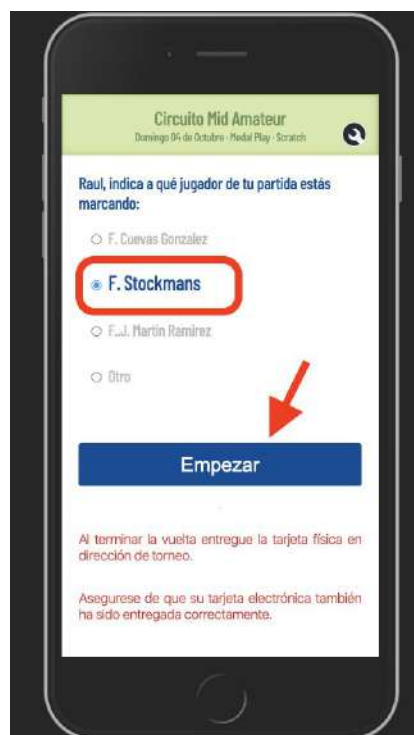 Circuito Mid Amateur
Domingo 04 de Octubre - Medal Play - Scratch
Raul, indica a qué jugador de tu partida estás
marcando:
F. Cuevas Gonzalez
F. Stockmans
F..J. Martin Ramirez
Otro
Empezar
Al terminar la vuelta entregue la tarjeta física en
dirección de torneo.
Asegurese de que su tarjeta electrónica también
ha sido entregada correctamente.